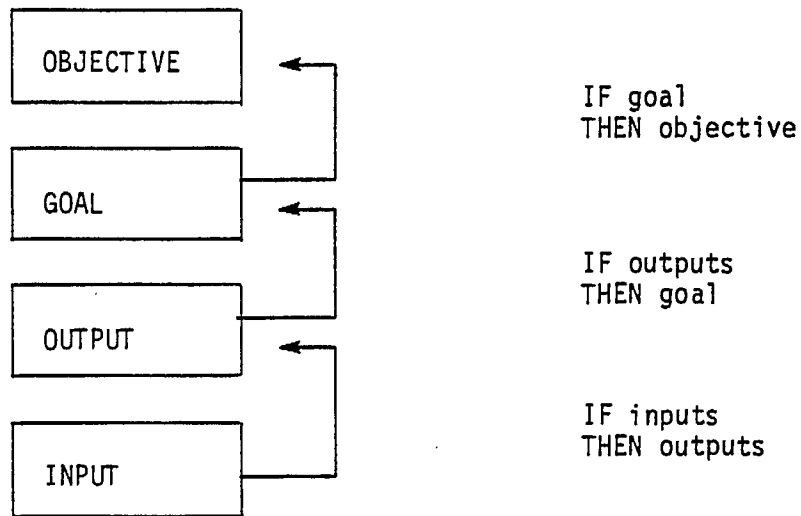 OBJECTIVE
IF goal
THEN objective
GOAL
IF outputs
THEN goal
OUTPUT
IF inputs
THEN outputs
INPUT